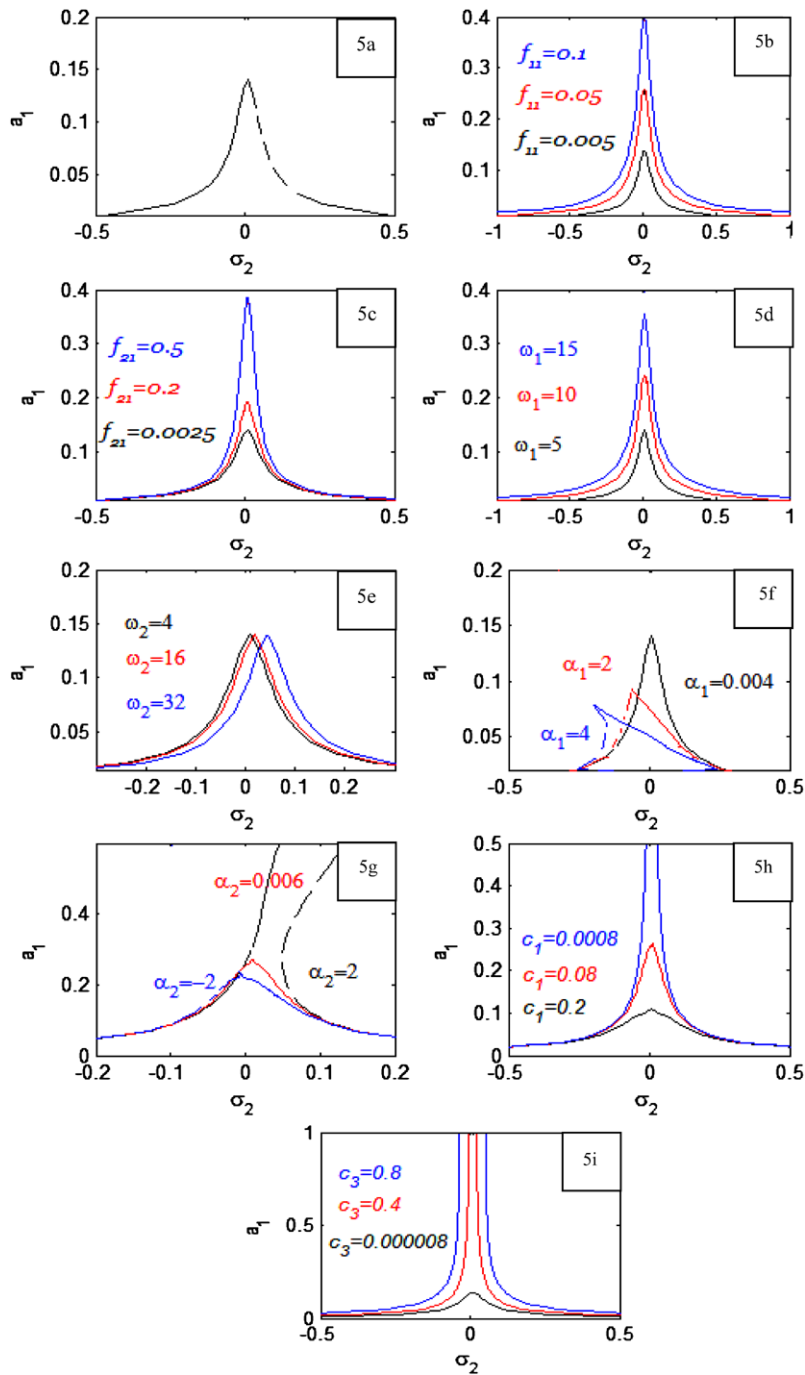 0.2
5a
0.15
a₁
0.1
0.05
-0.5
0
0.5
σ₂
0.4
5b
f₁₁=0.1
0.3
f₁₁=0.05
a₁
0.2
f₁₁=0.005
0.1
-1
-0.5
0
0.5
1
σ₂
0.4
5c
f₂₁=0.5
0.3
a₁
f₂₁=0.2
0.2
f₂₁=0.0025
0.1
-0.5
0
0.5
σ₂
0.4
5d
ω₁=15
0.3
a₁
ω₁=10
0.2
ω₁=5
0.1
-1
-0.5
0
0.5
1
σ₂
0.2
5e
ω₂=4
0.15
ω₂=16
a₁
0.1
ω₂=32
0.05
-0.2
-0.1
0
0.1
0.2
σ₂
0.2
5f
0.15
α₁=2
α₁=0.004
a₁
0.1
α₁=4
0.05
-0.5
0
0.5
σ₂
5g
α₂=0.006
0.4
a₁
α₂=-2
α₂=2
0.2
0
-0.2
-0.1
0
0.1
0.2
σ₂
0.5
5h
0.4
c₁=0.0008
0.3
a₁
c₁=0.08
0.2
c₁=0.2
0.1
0
-0.5
0
0.5
σ₂
1
5i
c₃=0.8
c₃=0.4
a₁
0.5
c₃=0.000008
0
-0.5
0
0.5
σ₂